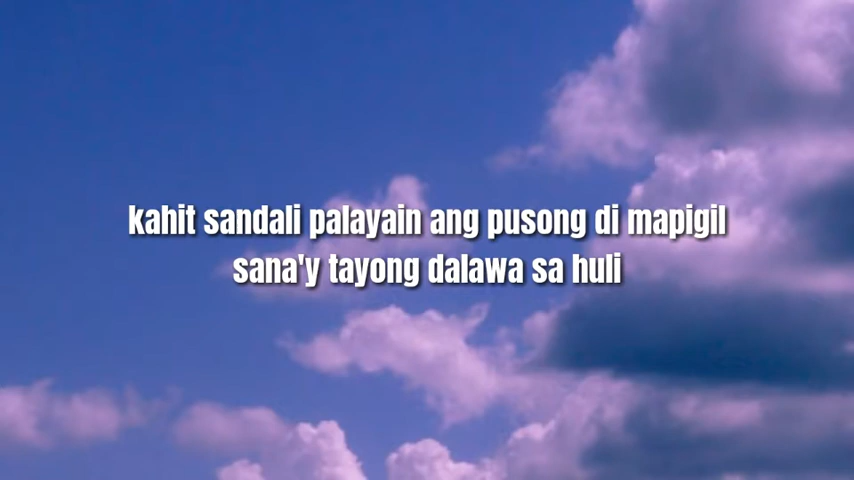 kahit sandali palayain ang pusong di mapigil
sana'y tayong dalawa sa huli